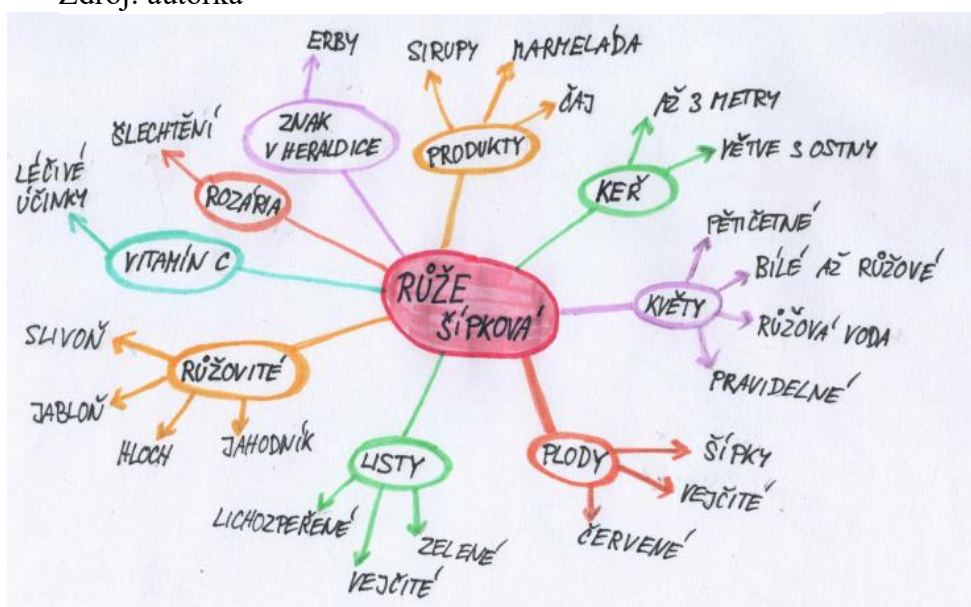 Zdroj: autorka
ERBY
SIRUPY
MARMELÁDA
ČAJ
ZNAK
V HERALDICE
PRODUKTY
AŽ 3 METRY
VĚTVE S OSTNY
KEŘ
ŠLECHTĚNÍ
ROZÁRIA
LÉČIVÉ
ÚČINKY
VITAMÍN C
RŮŽE
ŠÍPKOVÁ
PĚTIČETNÉ
BÍLÉ AŽ RŮŽOVÉ
KVĚTY
RŮŽOVÁ VODA
PRAVIDELNÉ
SLIVOŇ
RŮŽOVITÉ
JABLOŇ
HLOCH
JAHODNÍK
LISTY
LICHOZPEŘENÉ
VEJČITÉ
ZELENÉ
PLODY
ŠÍPKY
VEJČITÉ
ČERVENÉ